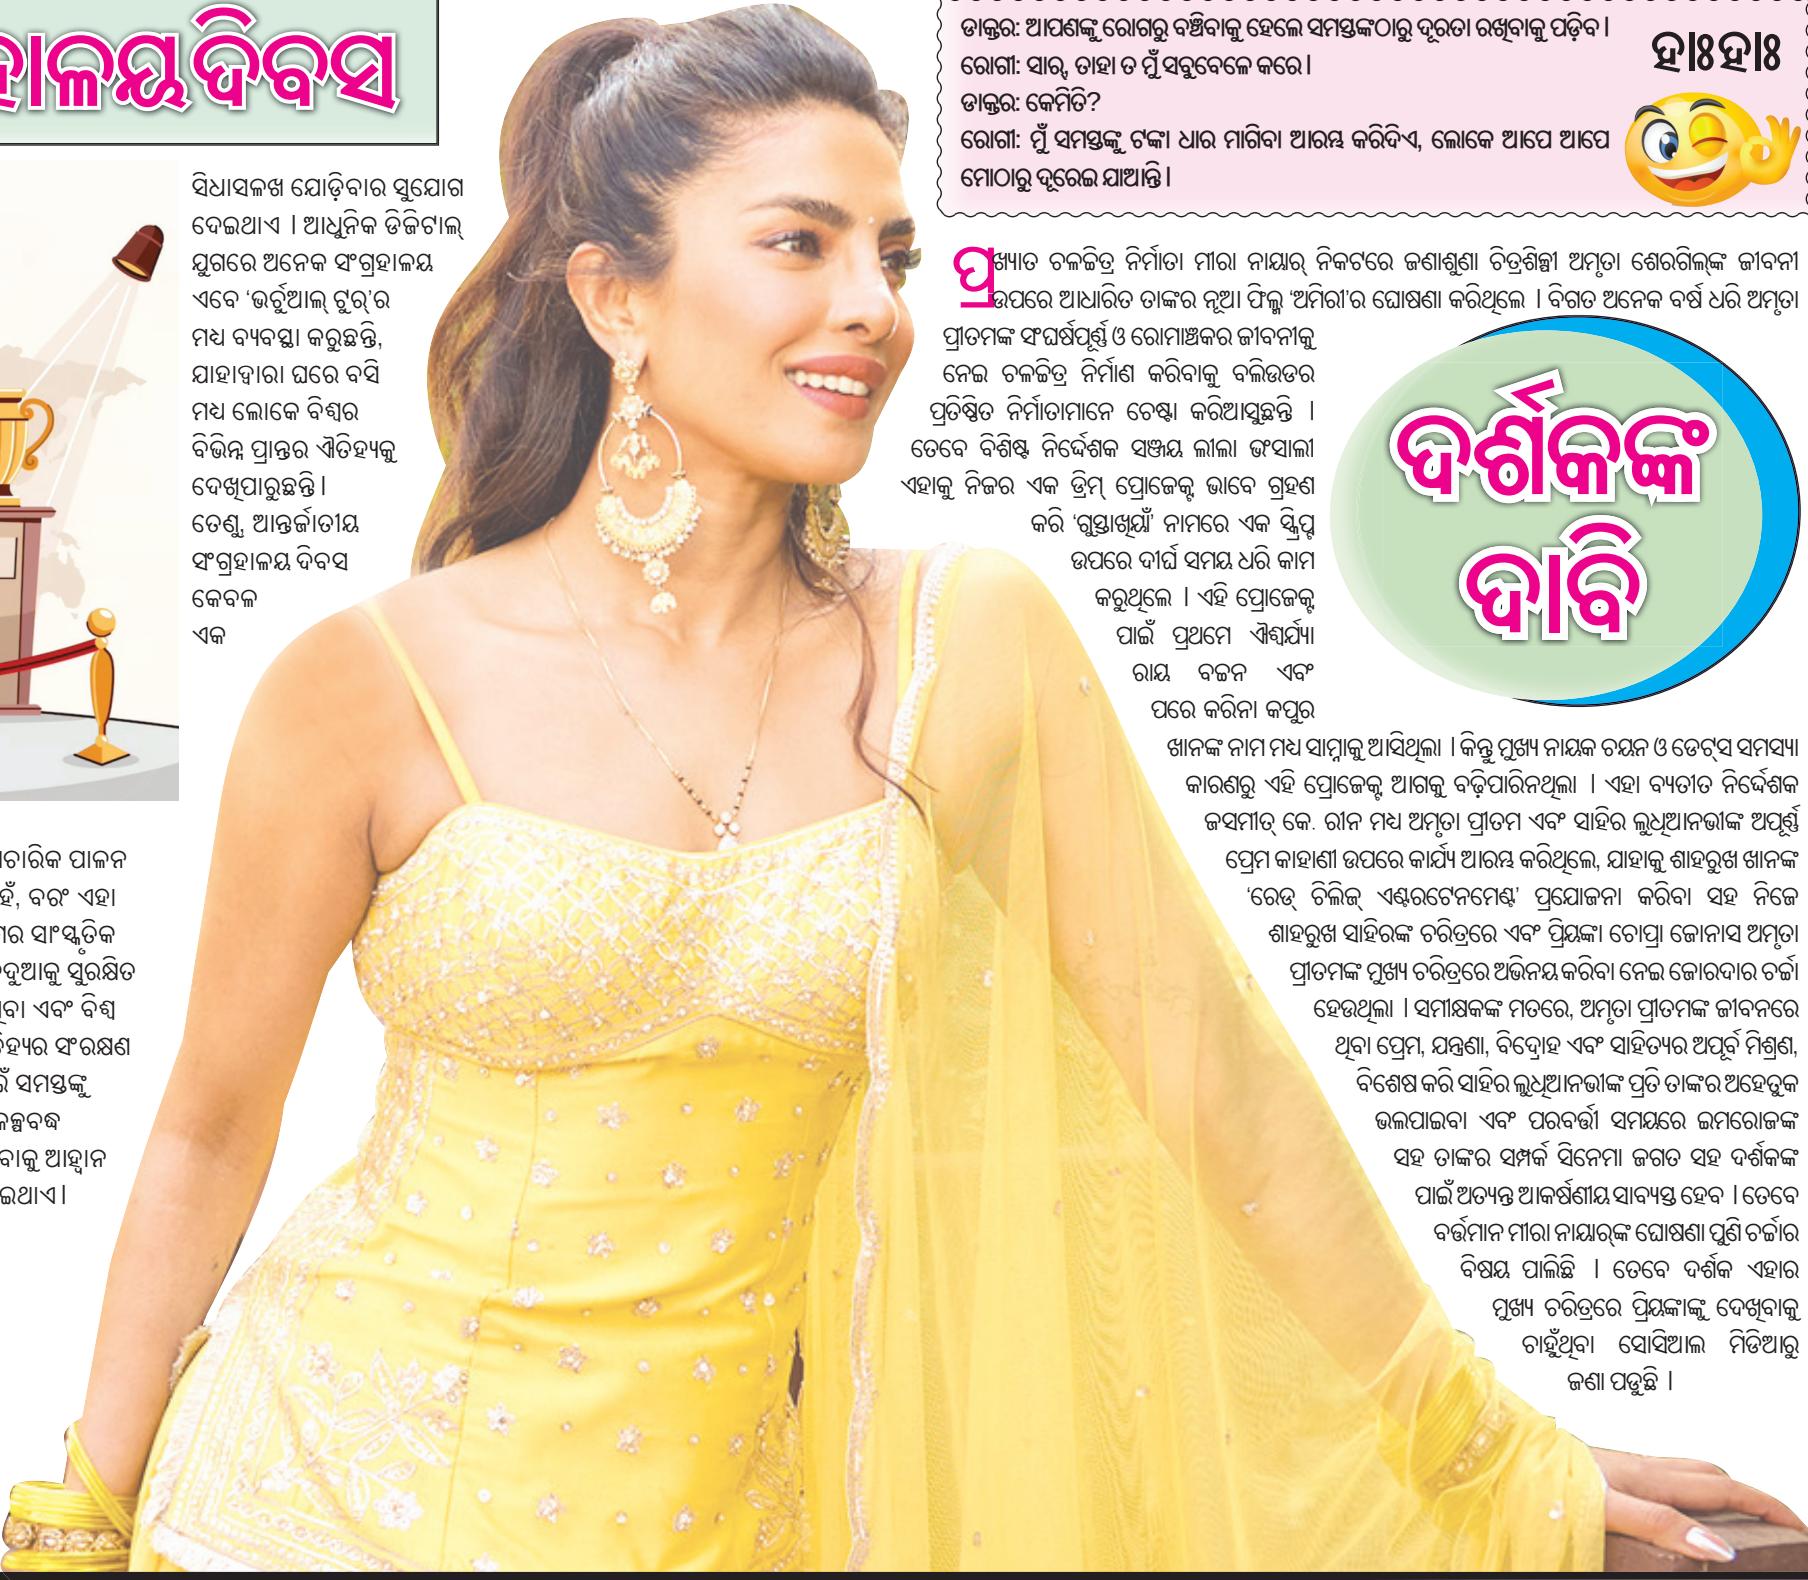 ହାଳୟ ଦିବସ
ସିଧାସଳଖ ଯୋଡ଼ିବାର ସୁଯୋଗ
ଦେଇଥାଏ । ଆଧୁନିକ ଡିଜିଟାଲ୍
ଯୁଗରେ ଅନେକ ସଂଗ୍ରହାଳୟ
ଏବେ ‘ଭର୍ଚୁଆଲ୍ ଟୁର୍’ର
ମଧ୍ୟ ବ୍ୟବସ୍ଥା କରୁଛନ୍ତି,
ଯାହାଦ୍ୱାରା ଘରେ ବସି
ମଧ୍ୟ ଲୋକେ ବିଶ୍ୱର
ବିଭିନ୍ନ ପ୍ରାନ୍ତର ଐତିହ୍ୟକୁ
ଦେଖିପାରୁଛନ୍ତି ।
ତେଣୁ, ଆନ୍ତର୍ଜାତୀୟ
ସଂଗ୍ରହାଳୟ ଦିବସ
କେବଳ
ଏକ
ଚାରିକ ପାଳନ
ହଁ, ବରଂ ଏହା
ର ସାଂସ୍କୃତିକ
ଦୁଆକୁ ସୁରକ୍ଷିତ
ବା ଏବଂ ବିଶ୍ୱ
ହ୍ୟର ସଂରକ୍ଷଣ
ଇଁ ସମସ୍ତଙ୍କୁ
କଳ୍ପବଦ୍ଧ
ବାକୁ ଆହ୍ୱାନ
ଇଥାଏ ।
ଡାକ୍ତର: ଆପଣଙ୍କୁ ରୋଗରୁ ବଞ୍ଚିବାକୁ ହେଲେ ସମସ୍ତଙ୍କଠାରୁ ଦୂରତା ରଖିବାକୁ ପଡ଼ିବ ।
ରୋଗୀ: ସାର୍, ତାହା ତ ମୁଁ ସବୁବେଳେ କରେ ।
ଡାକ୍ତର: କେମିତି?
ରୋଗୀ: ମୁଁ ସମସ୍ତଙ୍କୁ ଟଙ୍କା ଧାର ମାଗିବା ଆରମ୍ଭ କରିଦିଏ, ଲୋକେ ଆପେ ଆପେ
ମୋଠାରୁ ଦୂରେଇ ଯାଆନ୍ତି ।
ହାଃହାଃ
ପ୍ରଖ୍ୟାତ ଚଳଚ୍ଚିତ୍ର ନିର୍ମାତା ମୀରା ନାୟାର୍ ନିକଟରେ ଜଣାଶୁଣା ଚିତ୍ରଶିଳ୍ପୀ ଅମୃତା ଶେରଗିଲ୍‌ଙ୍କ ଜୀବନୀ
ଉପରେ ଆଧାରିତ ତାଙ୍କର ନୂଆ ଫିଲ୍ମ ‘ଅମିରୀ’ର ଘୋଷଣା କରିଥିଲେ । ବିଗତ ଅନେକ ବର୍ଷ ଧରି ଅମୃତା
ପ୍ରୀତମଙ୍କ ସଂଘର୍ଷପୂର୍ଣ୍ଣ ଓ ରୋମାଞ୍ଚକର ଜୀବନୀକୁ
ନେଇ ଚଳଚ୍ଚିତ୍ର ନିର୍ମାଣ କରିବାକୁ ବଲିଉଡର
ପ୍ରତିଷ୍ଠିତ ନିର୍ମାତାମାନେ ଚେଷ୍ଟା କରିଆସୁଛନ୍ତି ।
ତେବେ ବିଶିଷ୍ଟ ନିର୍ଦ୍ଦେଶକ ସଞ୍ଜୟ ଲୀଲା ଭଂସାଲୀ
ଏହାକୁ ନିଜର ଏକ ଡ୍ରିମ୍ ପ୍ରୋଜେକ୍ଟ ଭାବେ ଗ୍ରହଣ
କରି ‘ଗୁସ୍ତାଖିୟାଁ’ ନାମରେ ଏକ ସ୍କ୍ରିପ୍ଟ
ଉପରେ ଦୀର୍ଘ ସମୟ ଧରି କାମ
କରୁଥିଲେ । ଏହି ପ୍ରୋଜେକ୍ଟ
ପାଇଁ ପ୍ରଥମେ ଐଶ୍ୱର୍ଯ୍ୟା
ରାୟ ବଚ୍ଚନ ଏବଂ
ପରେ କରିନା କପୁର
ଖାନଙ୍କ ନାମ ମଧ୍ୟ ସାମ୍ନାକୁ ଆସିଥିଲା । କିନ୍ତୁ ମୁଖ୍ୟ ନାୟକ ଚୟନ ଓ ଡେଟ୍‌ସ ସମସ୍ୟା
କାରଣରୁ ଏହି ପ୍ରୋଜେକ୍ଟ ଆଗକୁ ବଢ଼ିପାରିନଥିଲା । ଏହା ବ୍ୟତୀତ ନିର୍ଦ୍ଦେଶକ
ଜସମୀତ୍ କେ. ରୀନ ମଧ୍ୟ ଅମୃତା ପ୍ରୀତମ ଏବଂ ସାହିର ଲୁଧିଆନଭୀଙ୍କ ଅପୂର୍ଣ୍ଣ
ପ୍ରେମ କାହାଣୀ ଉପରେ କାର୍ଯ୍ୟ ଆରମ୍ଭ କରିଥିଲେ, ଯାହାକୁ ଶାହରୁଖ ଖାନଙ୍କ
‘ରେଡ୍ ଚିଲିଜ୍ ଏଣ୍ଟରଟେନମେଣ୍ଟ’ ପ୍ରଯୋଜନା କରିବା ସହ ନିଜେ
ଶାହରୁଖ ସାହିରଙ୍କ ଚରିତ୍ରରେ ଏବଂ ପ୍ରିୟଙ୍କା ଚୋପ୍ରା ଜୋନାସ ଅମୃତା
ପ୍ରୀତମଙ୍କ ମୁଖ୍ୟ ଚରିତ୍ରରେ ଅଭିନୟ କରିବା ନେଇ ଜୋରଦାର ଚର୍ଚ୍ଚା
ହେଉଥିଲା । ସମୀକ୍ଷକଙ୍କ ମତରେ, ଅମୃତା ପ୍ରୀତମଙ୍କ ଜୀବନରେ
ଥିବା ପ୍ରେମ, ଯନ୍ତ୍ରଣା, ବିଦ୍ରୋହ ଏବଂ ସାହିତ୍ୟର ଅପୂର୍ବ ମିଶ୍ରଣ,
ବିଶେଷ କରି ସାହିର ଲୁଧିଆନଭୀଙ୍କ ପ୍ରତି ତାଙ୍କର ଅହେତୁକ
ଭଲପାଇବା ଏବଂ ପରବର୍ତ୍ତୀ ସମୟରେ ଇମରୋଜଙ୍କ
ସହ ତାଙ୍କର ସମ୍ପର୍କ ସିନେମା ଜଗତ ସହ ଦର୍ଶକଙ୍କ
ପାଇଁ ଅତ୍ୟନ୍ତ ଆକର୍ଷଣୀୟ ସାବ୍ୟସ୍ତ ହେବ । ତେବେ
ବର୍ତ୍ତମାନ ମୀରା ନାୟାର୍‌ଙ୍କ ଘୋଷଣା ପୁଣି ଚର୍ଚ୍ଚାର
ବିଷୟ ପାଲିଛି । ତେବେ ଦର୍ଶକ ଏହାର
ମୁଖ୍ୟ ଚରିତ୍ରରେ ପ୍ରିୟଙ୍କାଙ୍କୁ ଦେଖିବାକୁ
ଚାହୁଁଥିବା ସୋସିଆଲ ମିଡିଆରୁ
ଜଣା ପଡୁଛି ।
ଦର୍ଶକଙ୍କ
ଦାବି